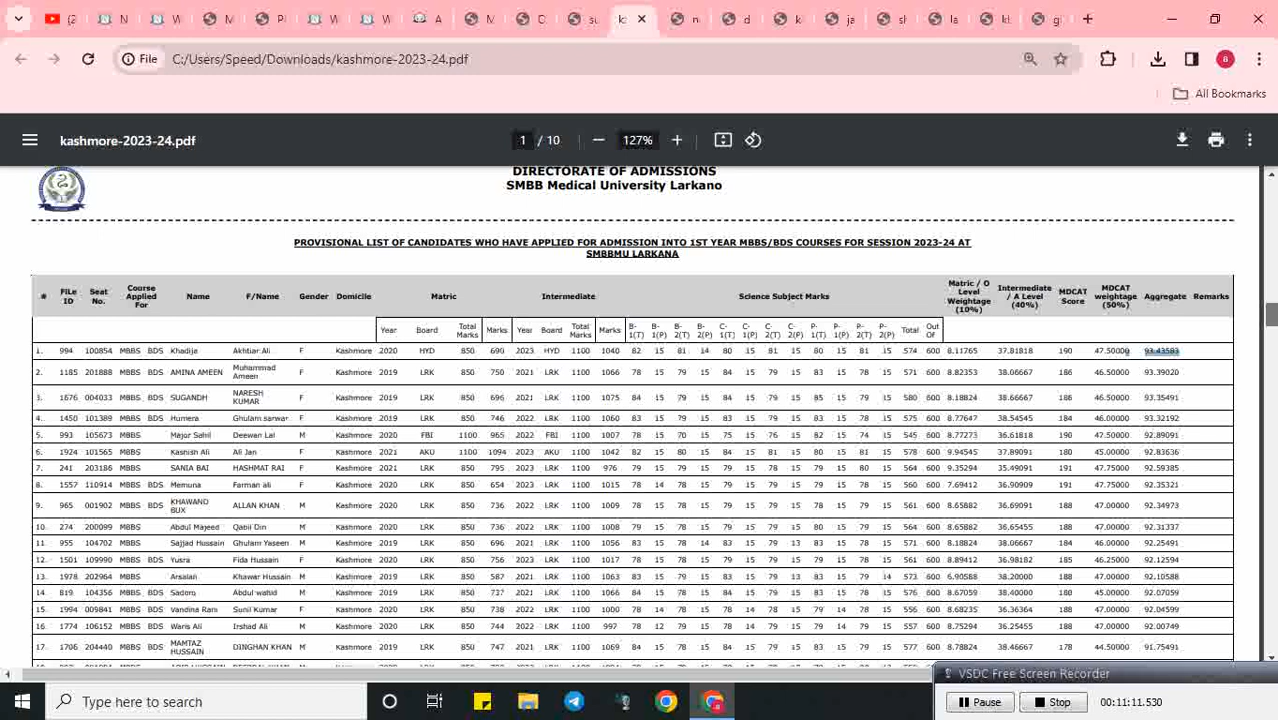 (2 N W M P W W A M D su kc n d k ja sl la kl g
File C:/Users/Speed/Downloads/kashmore-2023-24.pdf a
All Bookmarks
kashmore-2023-24.pdf 1 / 10 127%
DIRECTORATE OF ADMISSIONS
SMBB Medical University Larkano
PROVISIONAL LIST OF CANDIDATES WHO HAVE APPLIED FOR ADMISSION INTO 1ST YEAR MBBS/BDS COURSES FOR SESSION 2023-24 AT
SMBBMU LARKANA
# FiLe ID Seat No. Course Applied For Name F/Name Gender Domicile Matric Intermediate Science Subject Marks Matric / O Level Weightage (10%) Intermediate / A Level (40%) MDCAT Score MDCAT weightage (50%) Aggregate Remarks
Year Board Total Marks Marks Year Board Total Marks Marks B-1(T) B-1(P) B-2(T) B-2(P) C-1(T) C-1(P) C-2(T) C-2(P) P-1(T) P-1(P) P-2(T) P-2(P) Total Out Of
1. 994 100854 MBBS BDS Khadija Akhtiar Ali F Kashmore 2020 HYD 850 690 2023 HYD 1100 1040 82 15 81 14 80 15 81 15 80 15 81 15 574 600 8.11765 37.81818 190 47.50000 93.43583
2. 1185 201888 MBBS BDS AMINA AMEEN Muhammad Ameen F Kashmore 2019 LRK 850 750 2021 LRK 1100 1066 78 15 79 15 84 15 79 15 83 15 78 15 571 600 8.82353 38.06667 186 46.50000 93.39020
3. 1676 004033 MBBS BDS SUGANDH NARESH KUMAR F Kashmore 2019 LRK 850 696 2021 LRK 1100 1075 84 15 79 15 84 15 79 15 85 15 79 15 580 600 8.18824 38.66667 186 46.50000 93.35491
4. 1450 101389 MBBS BDS Humera Ghulam sarwar F Kashmore 2019 LRK 850 746 2022 LRK 1100 1060 83 15 79 15 83 15 79 15 83 15 78 15 575 600 8.77647 38.54545 184 46.00000 93.32192
5. 993 105673 MBBS Major Sahil Deewan Lal M Kashmore 2020 FBI 1100 965 2022 FBI 1100 1007 78 15 70 15 75 15 76 15 82 15 74 15 545 600 8.77273 36.61818 190 47.50000 92.89091
6. 1924 101565 MBBS Kashish Ali Ali Jan F Kashmore 2021 AKU 1100 1094 2023 AKU 1100 1042 82 15 80 15 84 15 81 15 80 15 81 15 578 600 9.94545 37.89091 180 45.00000 92.83636
7. 241 203186 MBBS SANIA BAI HASHMAT RAI F Kashmore 2021 LRK 850 795 2023 LRK 1100 976 79 15 78 15 78 15 79 15 79 15 80 15 564 600 9.35294 35.49091 191 47.75000 92.59385
8. 1557 110914 MBBS Memuna Farman ali F Kashmore 2020 LRK 850 654 2023 LRK 1100 1015 78 14 78 15 79 15 78 15 79 15 78 15 560 600 7.69412 36.90909 191 47.75000 92.35321
9. 965 001902 MBBS BDS KHAWAND BUX ALLAN KHAN M Kashmore 2020 LRK 850 736 2022 LRK 1100 1009 78 15 78 15 79 15 78 15 79 15 79 15 561 600 8.65882 36.69091 188 47.00000 92.34973
10. 274 200099 MBBS Abdul Majeed Qabil Din M Kashmore 2020 LRK 850 736 2022 LRK 1100 1008 79 15 78 15 79 15 79 15 80 15 79 15 564 600 8.65882 36.65455 188 47.00000 92.31337
11. 955 104702 MBBS BDS Sajjad Hussain Ghulam Yaseen M Kashmore 2020 LRK 850 696 2021 LRK 1100 1056 83 15 78 14 83 15 79 13 83 15 78 15 571 600 8.18824 38.06667 184 46.00000 92.25491
12. 1501 109990 MBBS BDS Yusra Fida Hussain F Kashmore 2020 LRK 850 756 2023 LRK 1100 1017 78 15 78 15 79 15 78 15 79 15 78 15 563 600 8.89412 36.98182 185 46.25000 92.12594
13. 1978 202964 MBBS BDS Arsalan Khawar Hussain M Kashmore 2019 LRK 850 587 2021 LRK 1100 1063 83 15 79 15 83 15 79 13 83 15 79 14 573 600 6.90588 38.20000 188 47.00000 92.10588
14. 819 104356 MBBS BDS Sadoro Abdul wahid M Kashmore 2019 LRK 850 737 2021 LRK 1100 1066 84 15 78 15 84 15 79 15 83 15 78 15 576 600 8.67059 38.40000 180 45.00000 92.07059
15. 1994 009841 MBBS BDS Vandina Rani Sunil Kumar F Kashmore 2020 LRK 850 738 2022 LRK 1100 1000 78 14 78 15 78 14 78 15 79 14 78 15 556 600 8.68235 36.36364 188 47.00000 92.04599
16. 1774 106152 MBBS BDS Waris Ali Irshad Ali M Kashmore 2020 LRK 850 744 2022 LRK 1100 997 78 12 79 15 78 14 79 15 79 15 78 15 557 600 8.75294 36.25455 188 47.00000 92.00749
17. 1706 204440 MBBS BDS MAMTAZ HUSSAIN DINGHAN KHAN M Kashmore 2019 LRK 850 747 2021 LRK 1100 1069 84 15 78 15 84 15 79 15 83 15 79 15 577 600 8.78824 38.46667 178 44.50000 91.75491
VSDC Free Screen Recorder
Pause Stop 00:11:11.530
Type here to search